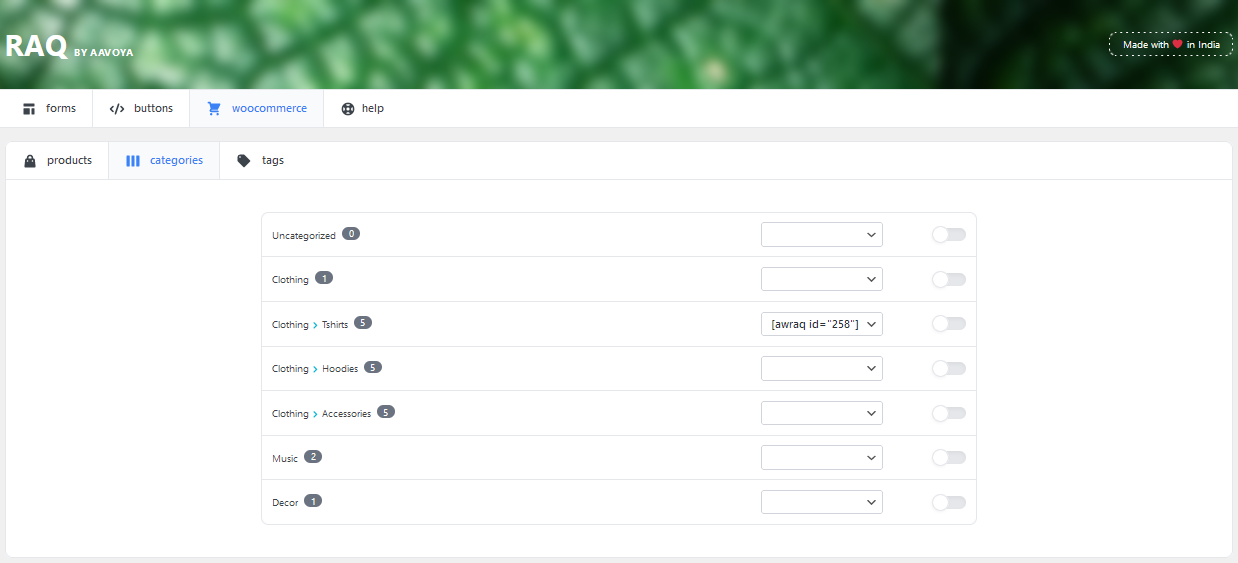 RAQ BY AAVOYA
Made with ❤ in India
forms buttons woocommerce help
products categories tags
Uncategorized 0
Clothing 1
Clothing > Tshirts 5 [awraq id="258"]
Clothing > Hoodies 5
Clothing > Accessories 5
Music 2
Decor 1